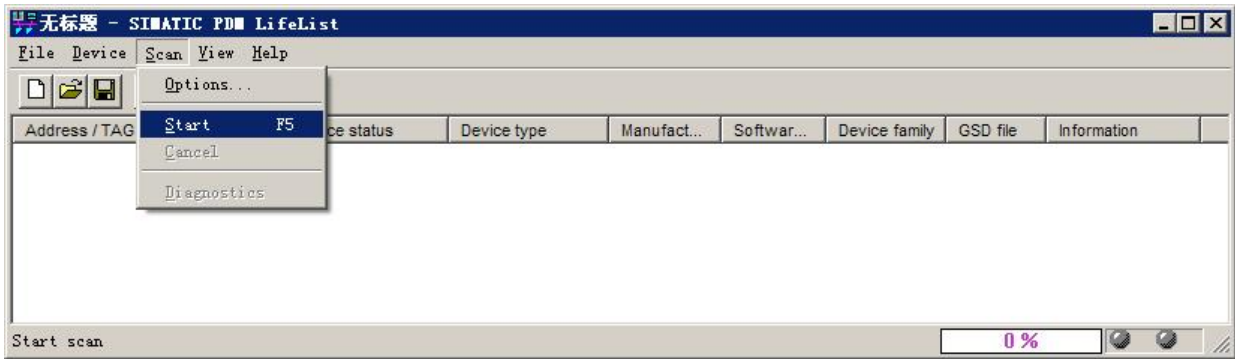 无标题 - SIMATIC PDM LifeList
File Device Scan View Help
Options...
Start F5
Cancel
Diagnostics
Address / TAG ce status Device type Manufact... Softwar... Device family GSD file Information
Start scan 0 %